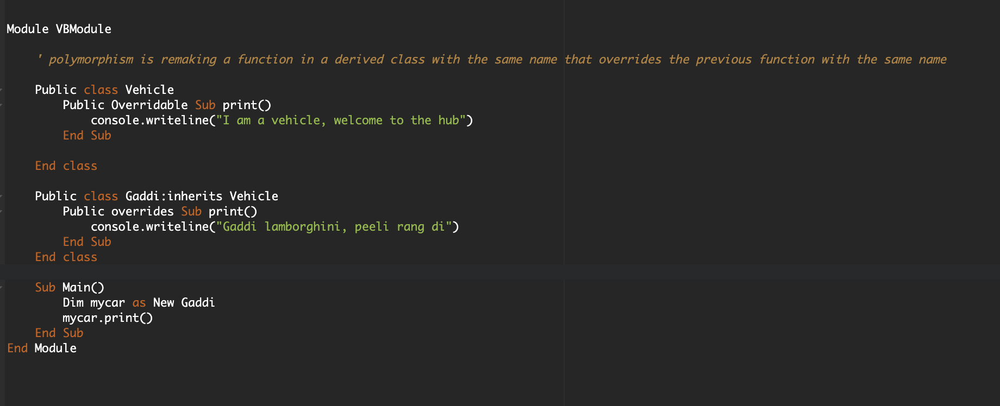 Module VBModule
' polymorphism is remaking a function in a derived class with the same name that overrides the previous function with the same name
Public class Vehicle
Public Overridable Sub print()
console.writeline("I am a vehicle, welcome to the hub")
End Sub
End class
Public class Gaddi:inherits Vehicle
Public overrides Sub print()
console.writeline("Gaddi lamborghini, peeli rang di")
End Sub
End class
Sub Main()
Dim mycar as New Gaddi
mycar.print()
End Sub
End Module